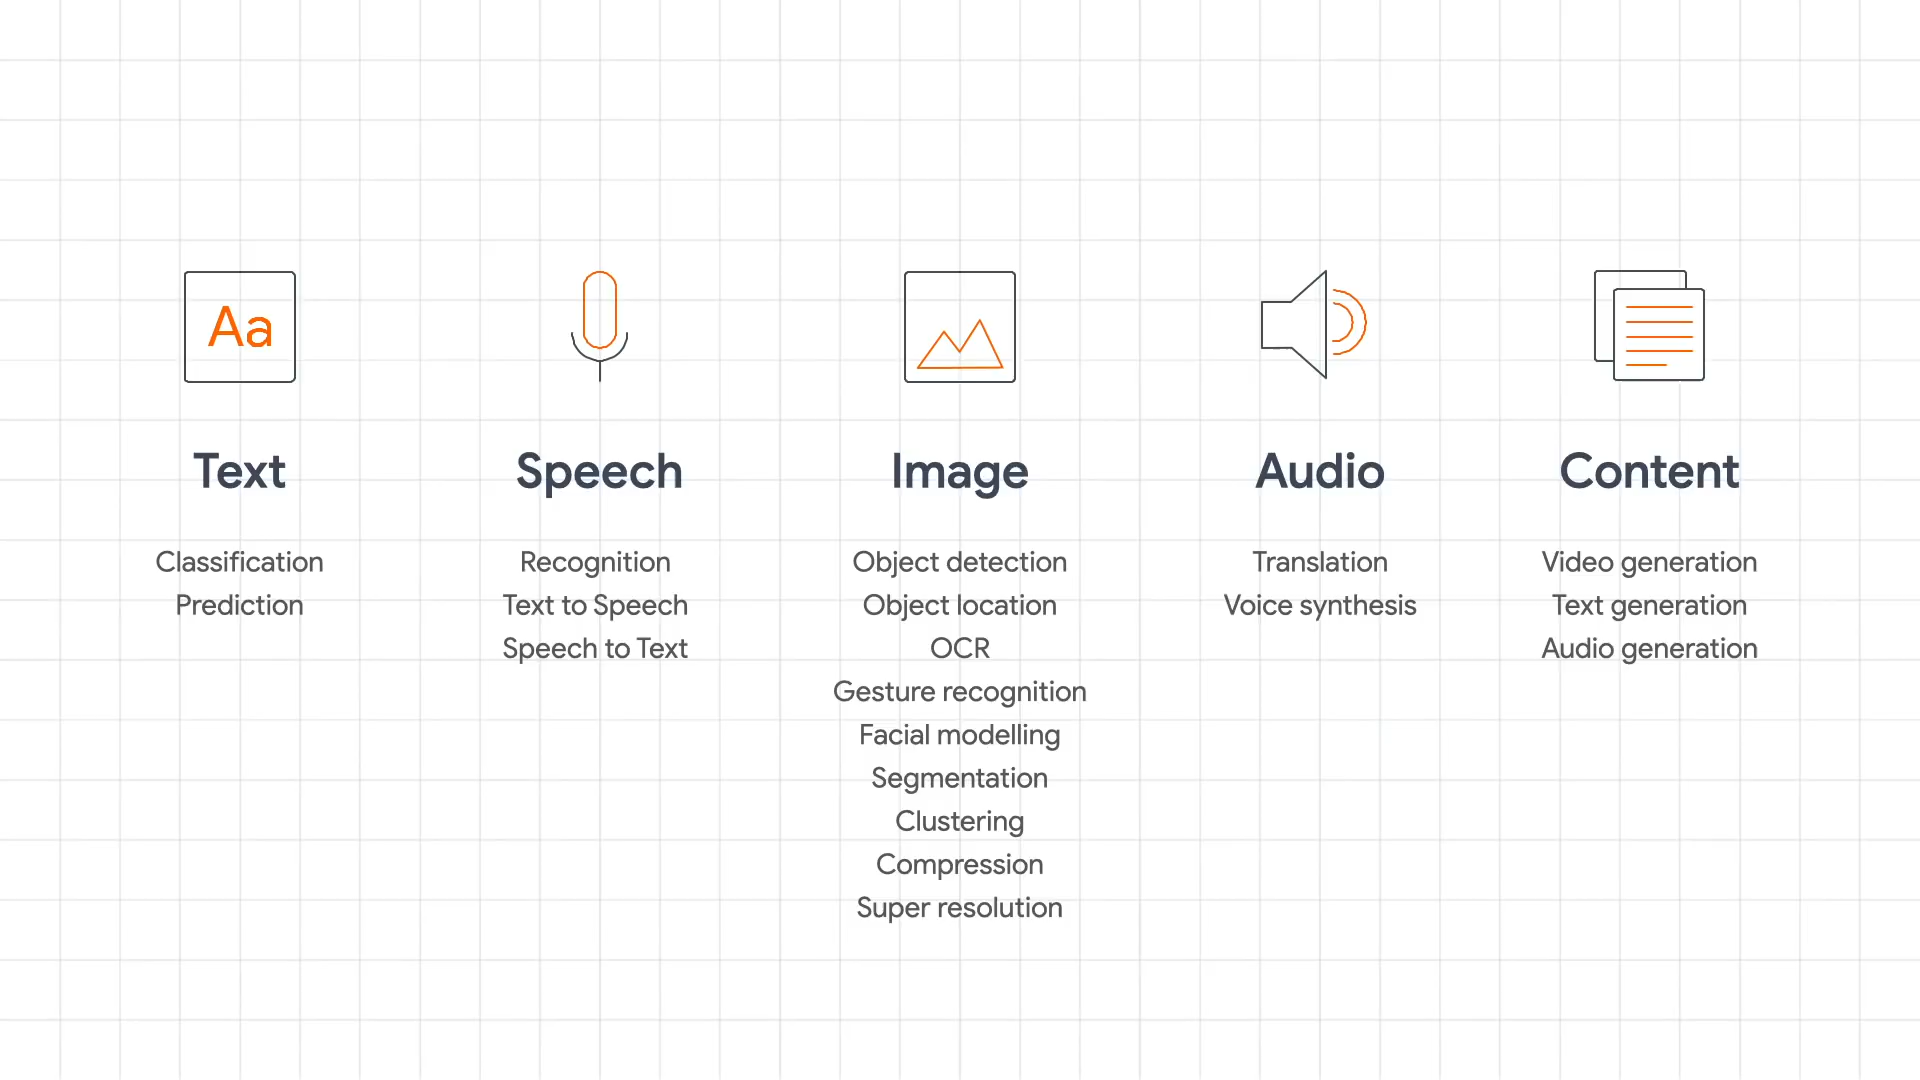 Aa
Text
Classification
Prediction
Speech
Recognition
Text to Speech
Speech to Text
Image
Object detection
Object location
OCR
Gesture recognition
Facial modelling
Segmentation
Clustering
Compression
Super resolution
Audio
Translation
Voice synthesis
Content
Video generation
Text generation
Audio generation